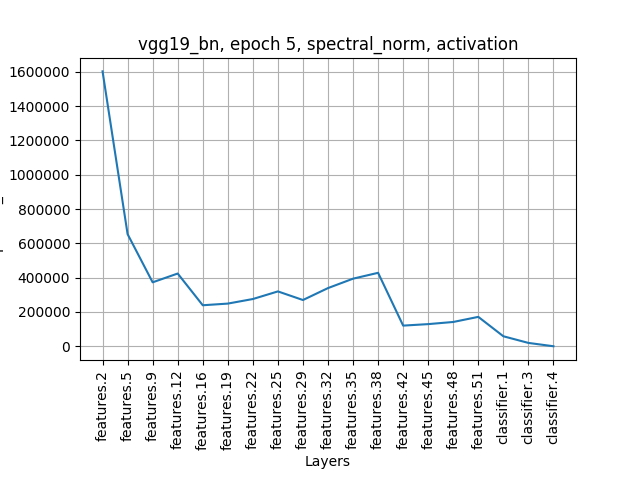 vgg19_bn, epoch 5, spectral_norm, activation
1600000
1400000
1200000
1000000
800000
600000
400000
200000
0
features.2
features.5
features.9
features.12
features.16
features.19
features.22
features.25
features.29
features.32
features.35
features.38
features.42
features.45
features.48
features.51
classifier.1
classifier.3
classifier.4
Layers